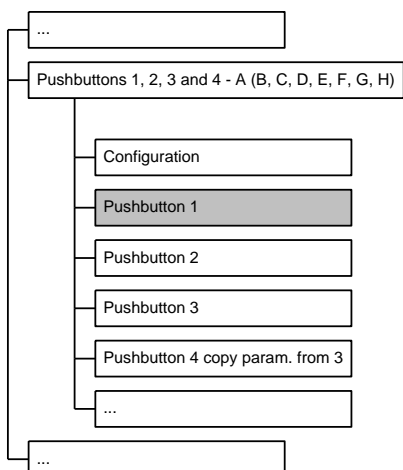 ...
Pushbuttons 1, 2, 3 and 4 - A (B, C, D, E, F, G, H)
Configuration
Pushbutton 1
Pushbutton 2
Pushbutton 3
Pushbutton 4 copy param. from 3
...
...